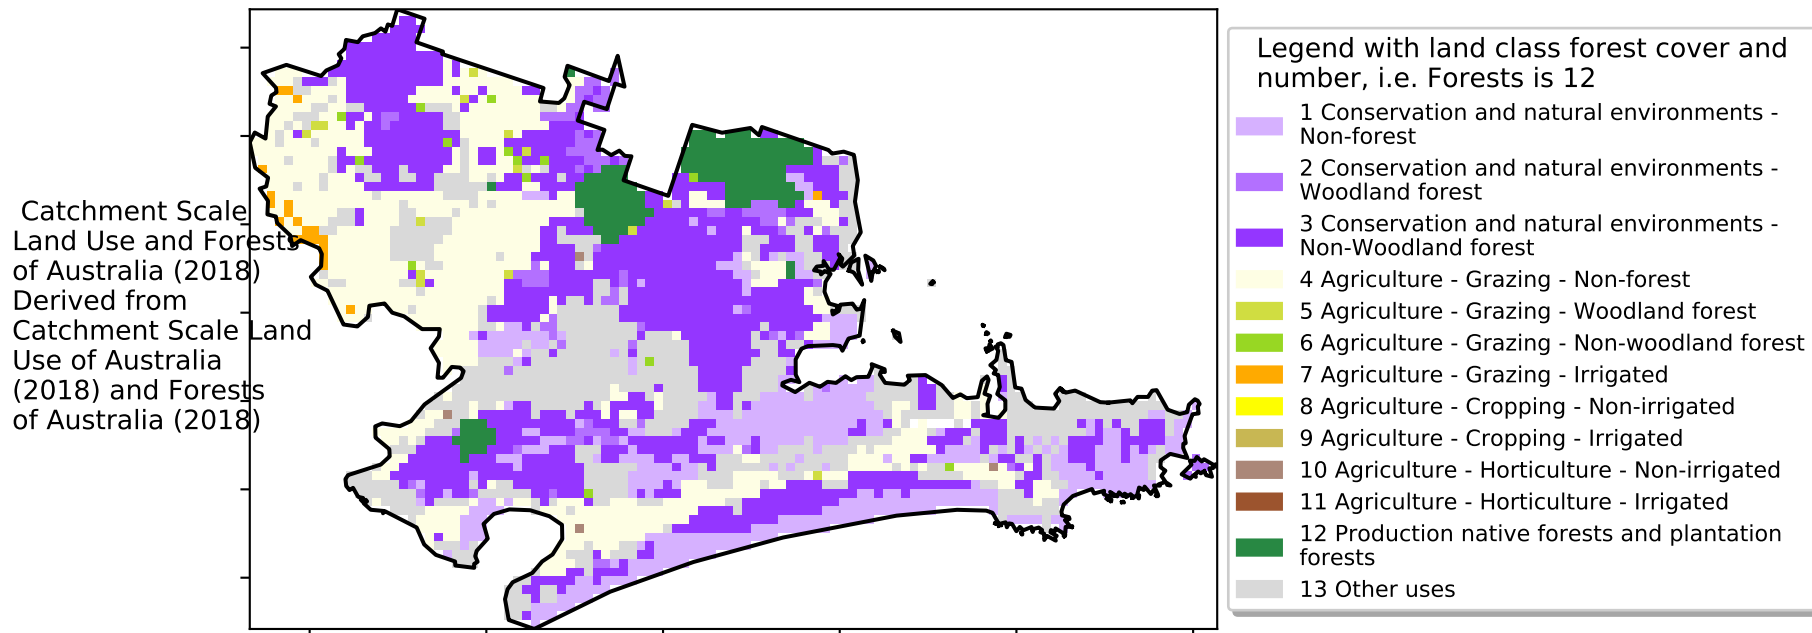 Catchment Scale
Land Use and Forests
of Australia (2018)
Derived from
Catchment Scale Land
Use of Australia
(2018) and Forests
of Australia (2018)
Legend with land class forest cover and
number, i.e. Forests is 12
1 Conservation and natural environments -
Non-forest
2 Conservation and natural environments -
Woodland forest
3 Conservation and natural environments -
Non-Woodland forest
4 Agriculture - Grazing - Non-forest
5 Agriculture - Grazing - Woodland forest
6 Agriculture - Grazing - Non-woodland forest
7 Agriculture - Grazing - Irrigated
8 Agriculture - Cropping - Non-irrigated
9 Agriculture - Cropping - Irrigated
10 Agriculture - Horticulture - Non-irrigated
11 Agriculture - Horticulture - Irrigated
12 Production native forests and plantation
forests
13 Other uses